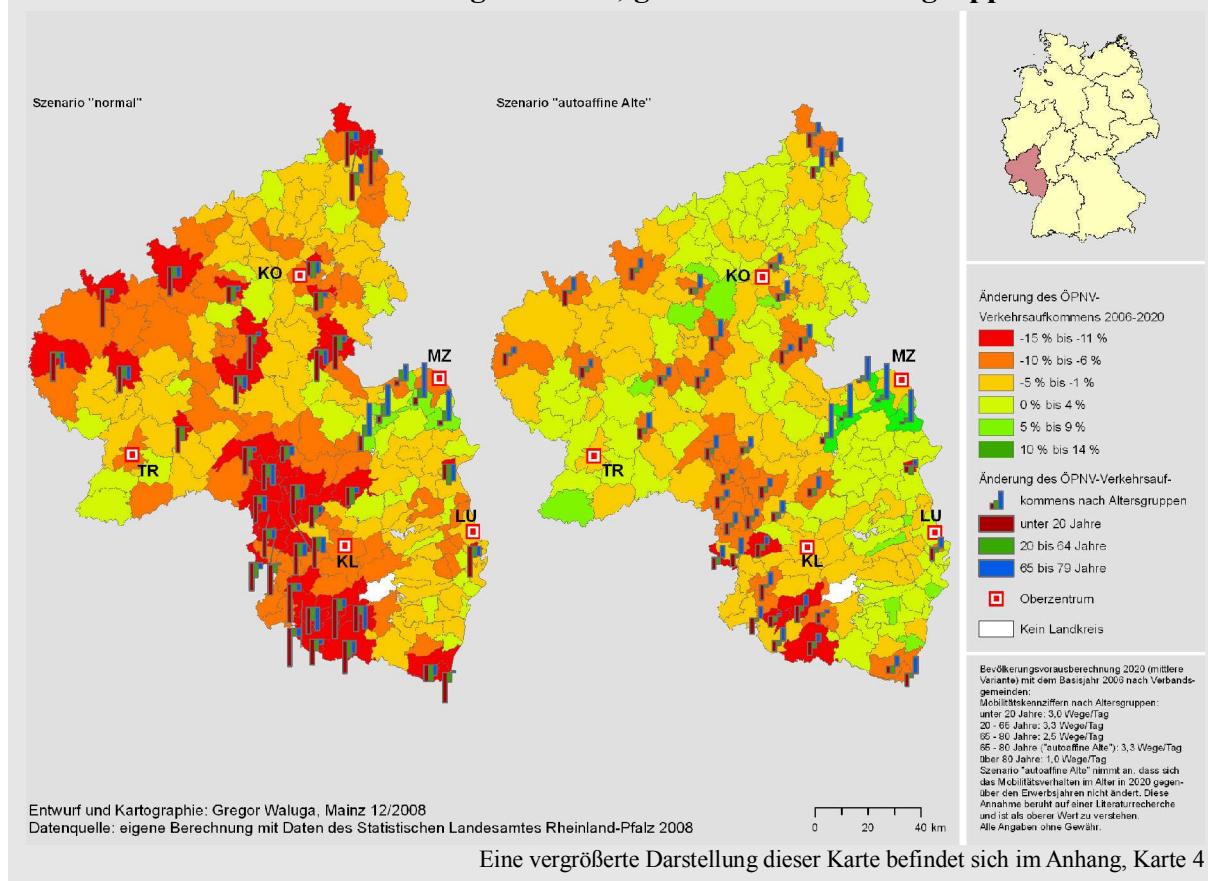 Szenario "normal"
Szenario "autoaffine Alte"
KO
MZ
TR
LU
KL
KO
MZ
TR
LU
KL
Änderung des ÖPNV-
Verkehrsaufkommens 2006-2020
-15 % bis -11 %
-10 % bis -6 %
-5 % bis -1 %
0 % bis 4 %
5 % bis 9 %
10 % bis 14 %
Änderung des ÖPNV-Verkehrsauf-
kommens nach Altersgruppen
unter 20 Jahre
20 bis 64 Jahre
65 bis 79 Jahre
Oberzentrum
Kein Landkreis
Bevölkerungsvorausberechnung 2020 (mittlere
Variante) mit dem Basisjahr 2006 nach Verbands-
gemeinden:
Mobilitätskennziffern nach Altersgruppen:
unter 20 Jahre: 3,0 Wege/Tag
20 - 65 Jahre: 3,3 Wege/Tag
65 - 80 Jahre: 2,5 Wege/Tag
65 - 80 Jahre ("autoaffine Alte"): 3,3 Wege/Tag
über 80 Jahre: 1,0 Wege/Tag
Szenario "autoaffine Alte" nimmt an, dass sich
das Mobilitätsverhalten im Alter in 2020 gegen-
über den Erwerbsjahren nicht ändert. Diese
Annahme beruht auf einer Literaturrecherche
und ist als oberer Wert zu verstehen.
Alle Angaben ohne Gewähr.
Entwurf und Kartographie: Gregor Waluga, Mainz 12/2008
Datenquelle: eigene Berechnung mit Daten des Statistischen Landesamtes Rheinland-Pfalz 2008
0 20 40 km
Eine vergrößerte Darstellung dieser Karte befindet sich im Anhang, Karte 4